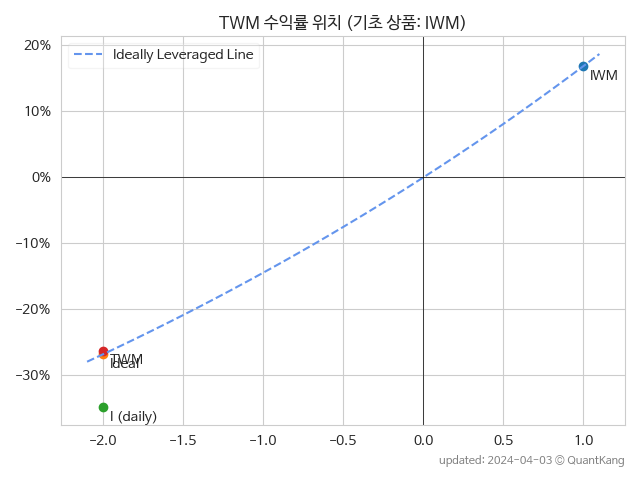 TWM 수익률 위치 (기초 상품: IWM)
Ideally Leveraged Line
20%
10%
0%
−10%
−20%
−30%
IWM
TWM
ideal
I (daily)
−2.0 −1.5 −1.0 −0.5 0.0 0.5 1.0
updated: 2024-04-03 © QuantKang